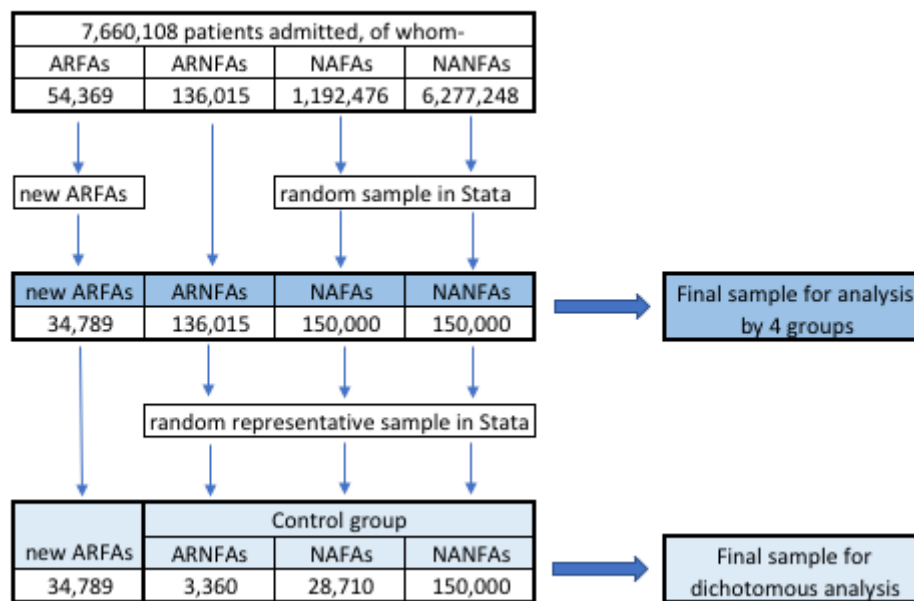 7,660,108 patients admitted, of whom-
ARFAs ARNFAs NAFAs NANFAs
54,369 136,015 1,192,476 6,277,248
new ARFAs random sample in Stata
new ARFAs ARNFAs NAFAs NANFAs
34,789 136,015 150,000 150,000
Final sample for analysis
by 4 groups
random representative sample in Stata
Control group
new ARFAs ARNFAs NAFAs NANFAs
34,789 3,360 28,710 150,000
Final sample for
dichotomous analysis